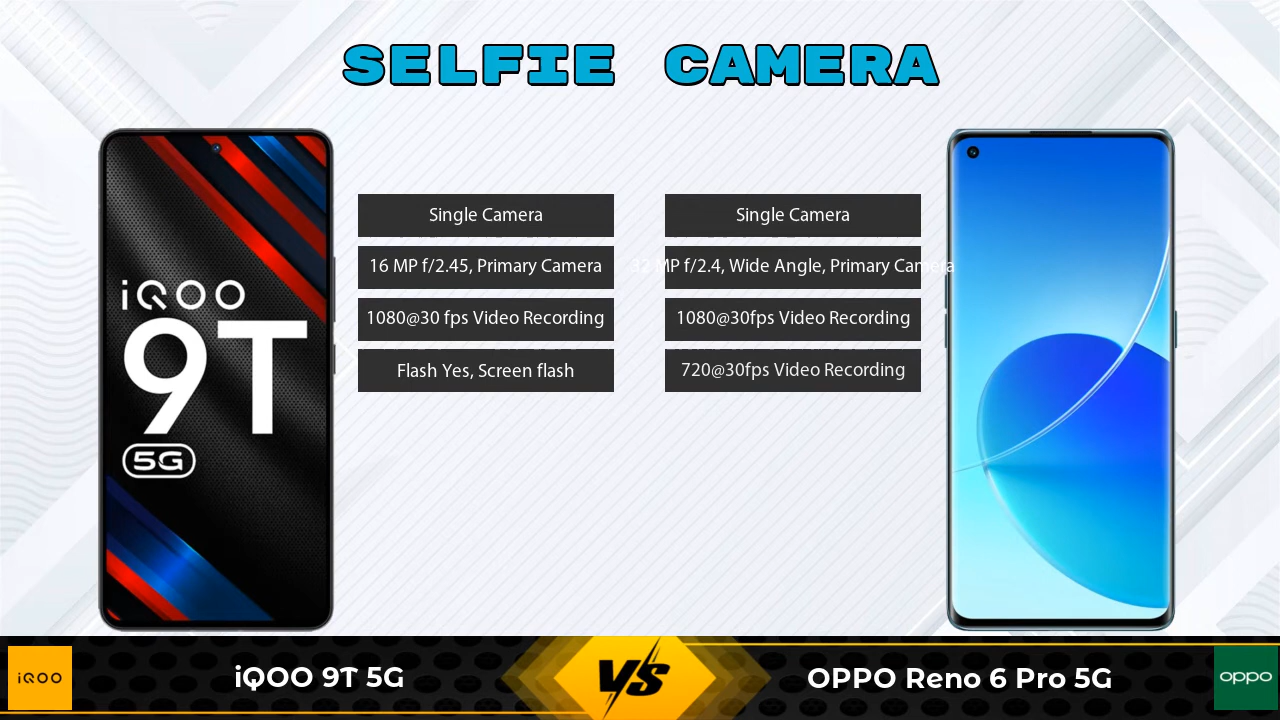 SELFIE CAMERA
iQOO
9T
5G
Single Camera
16 MP f/2.45, Primary Camera
1080@30 fps Video Recording
Flash Yes, Screen flash
Single Camera
32 MP f/2.4, Wide Angle, Primary Camera
1080@30fps Video Recording
720@30fps Video Recording
iQOO
iQOO 9T 5G
VS
OPPO Reno 6 Pro 5G
oppo